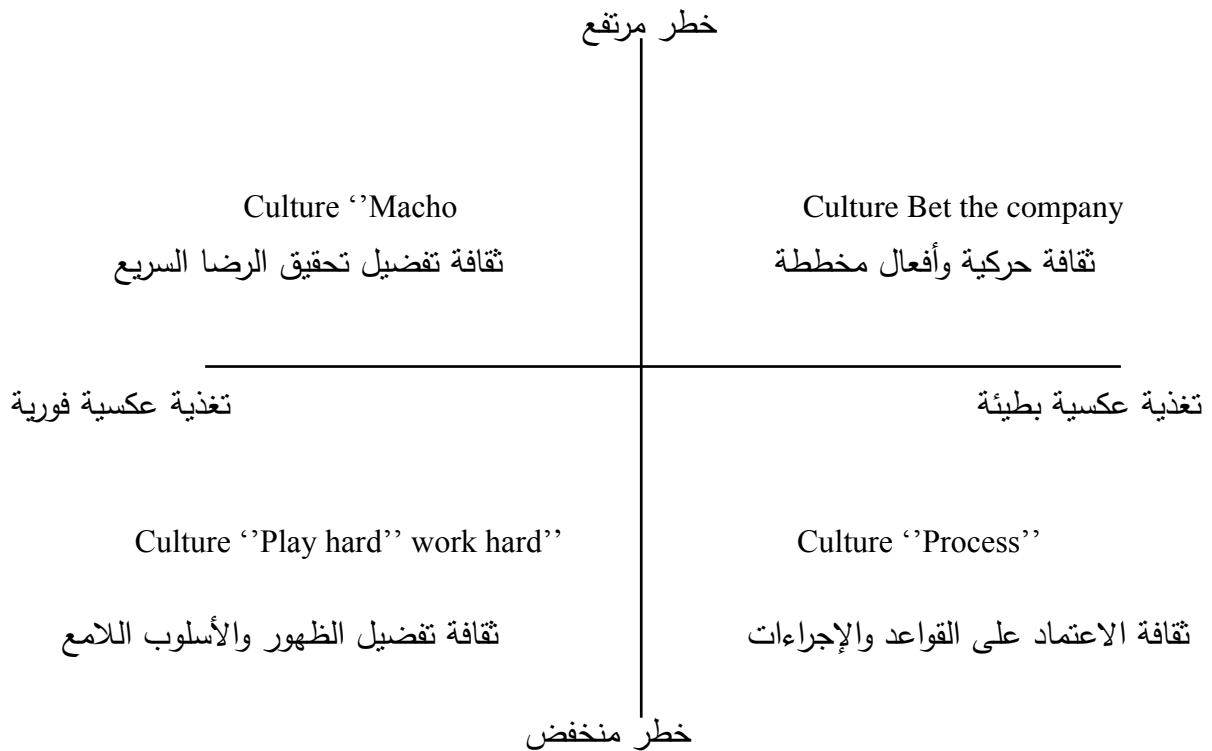 خطر مرتفع
Culture ‘’Macho
Culture Bet the company
ثقافة تفضيل تحقيق الرضا السريع
ثقافة حركية وأفعال مخططة
تغذية عكسية فورية
تغذية عكسية بطيئة
Culture ‘’Play hard’’ work hard’’
Culture ‘’Process’’
ثقافة تفضيل الظهور والأسلوب اللامع
ثقافة الاعتماد على القواعد والإجراءات
خطر منخفض